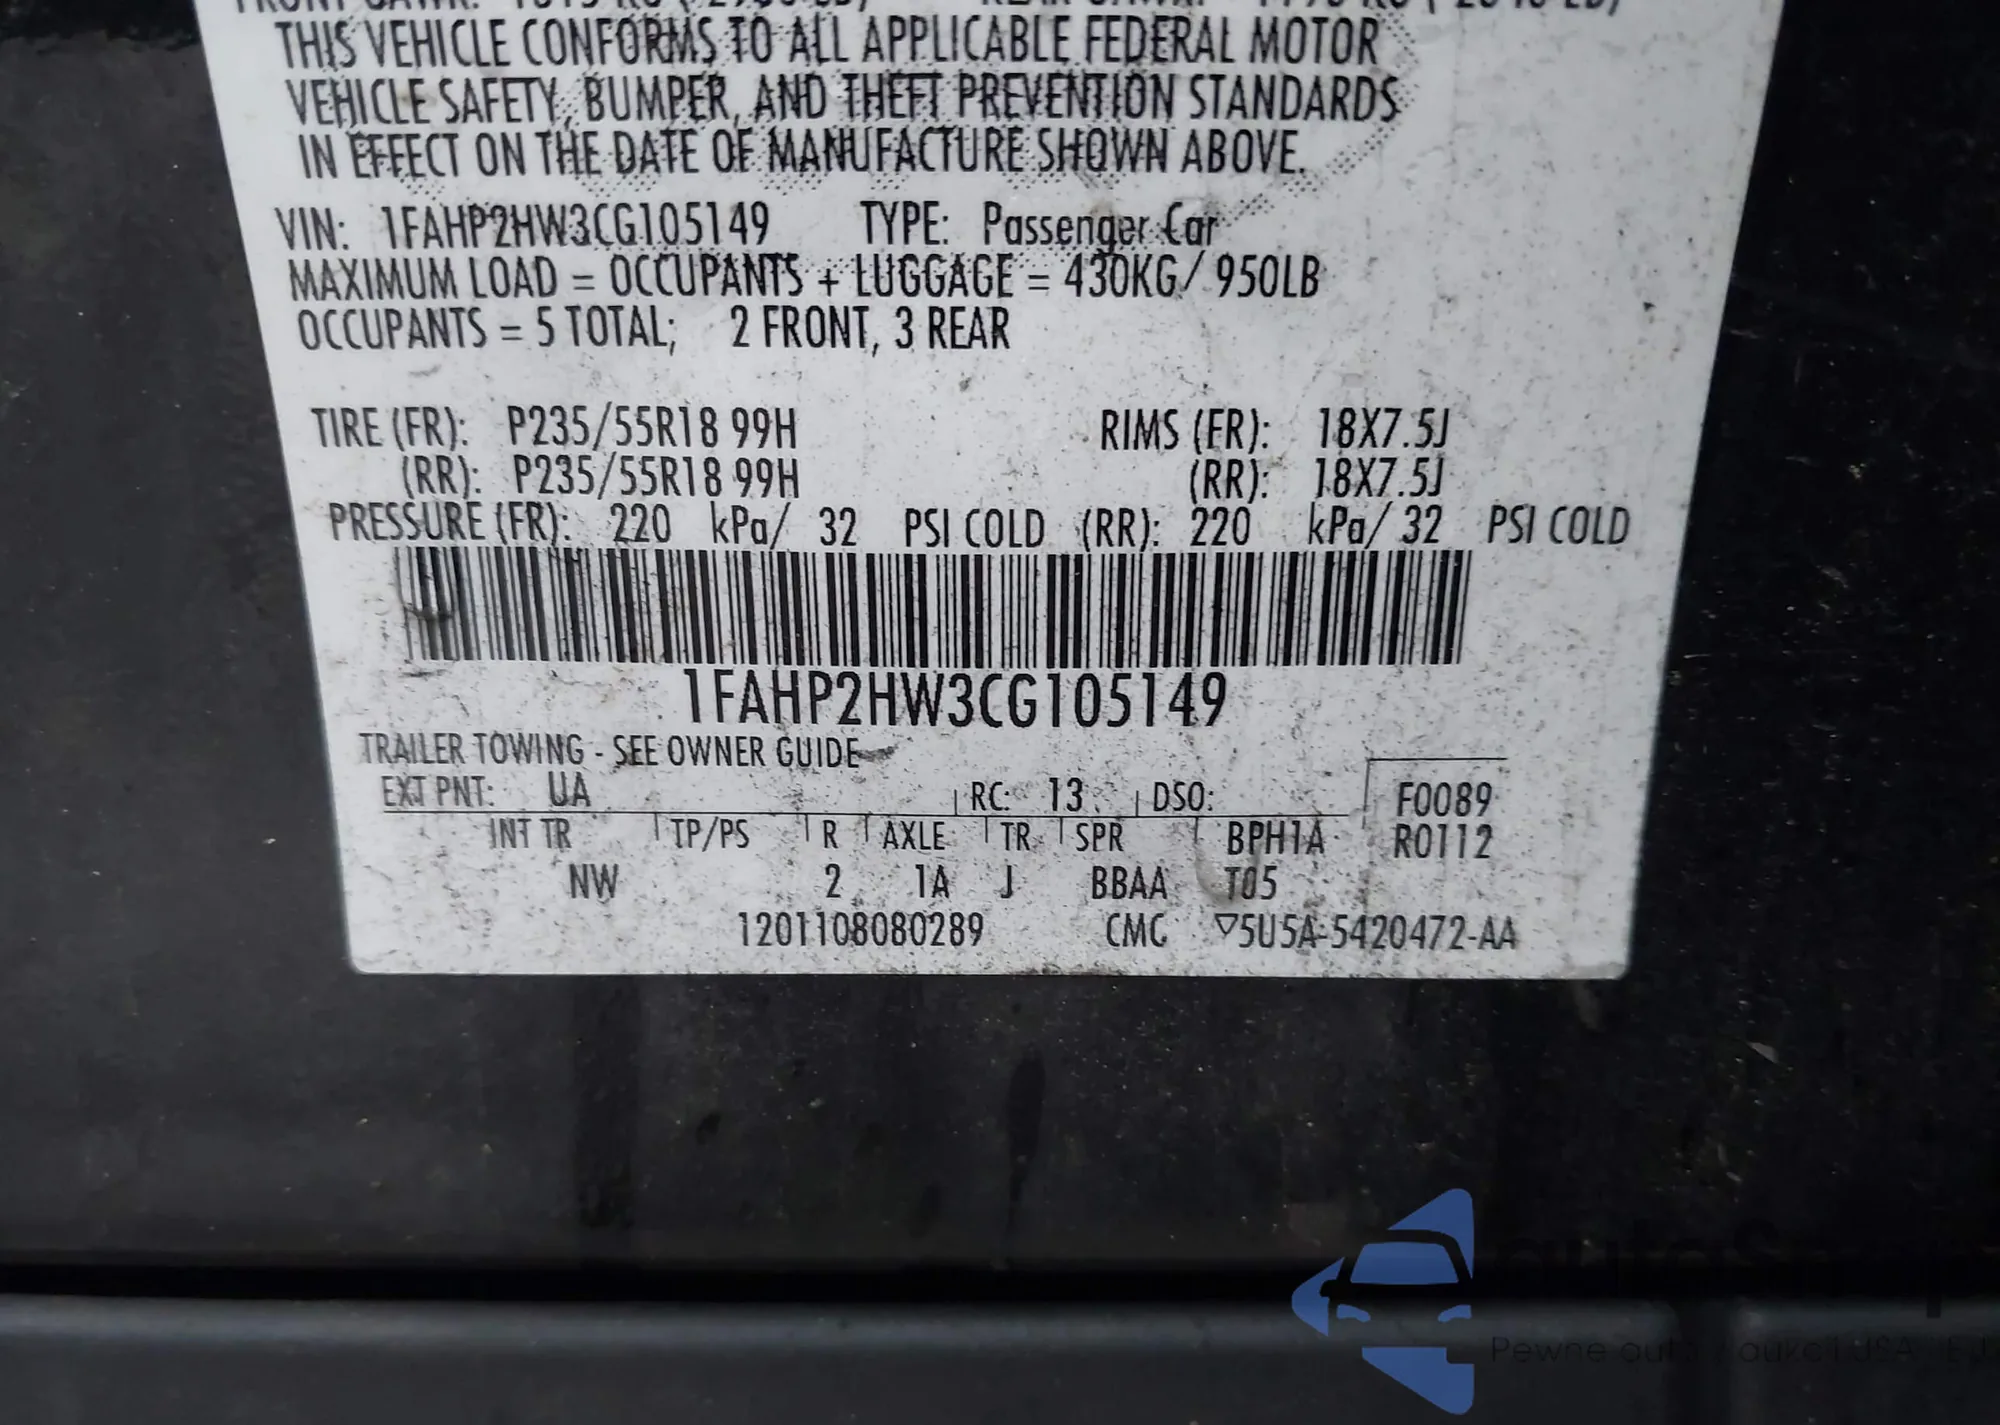 THIS VEHICLE CONFORMS TO ALL APPLICABLE FEDERAL MOTOR
VEHICLE SAFETY, BUMPER, AND THEFT PREVENTION STANDARDS
IN EFFECT ON THE DATE OF MANUFACTURE SHOWN ABOVE.
VIN: 1FAHP2HW3CG105149 TYPE: Passenger Car
MAXIMUM LOAD = OCCUPANTS + LUGGAGE = 430KG/ 950LB
OCCUPANTS = 5 TOTAL; 2 FRONT, 3 REAR
TIRE (FR): P235/55R18 99H RIMS (FR): 18X7.5J
(RR): P235/55R18 99H (RR): 18X7.5J
PRESSURE (FR): 220 kPa/ 32 PSI COLD (RR): 220 kPa/ 32 PSI COLD
1FAHP2HW3CG105149
TRAILER TOWING - SEE OWNER GUIDE
EXT PNT: UA RC: 13 DSO: F0089
INT TR TP/PS R AXLE TR SPR BPH1A R0112
NW 2 1A J BBAA T05
1201108080289 CMC ▽5U5A-5420472-AA
Pewne auta